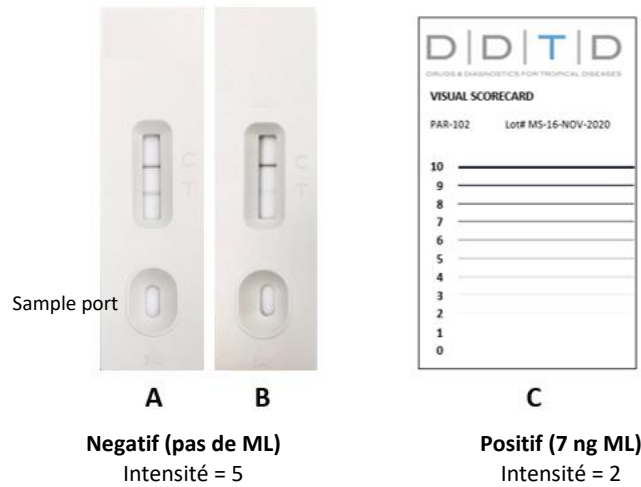 D|D|T|D
DRUGS & DIAGNOSTICS FOR TROPICAL DISEASES
VISUAL SCORECARD
PAR-102 Lot# MS-16-NOV-2020
10
9
8
7
6
5
4
3
2
1
0
C
T
C
T
Sample port
A B C
Negatif (pas de ML) Positif (7 ng ML)
Intensité = 5 Intensité = 2